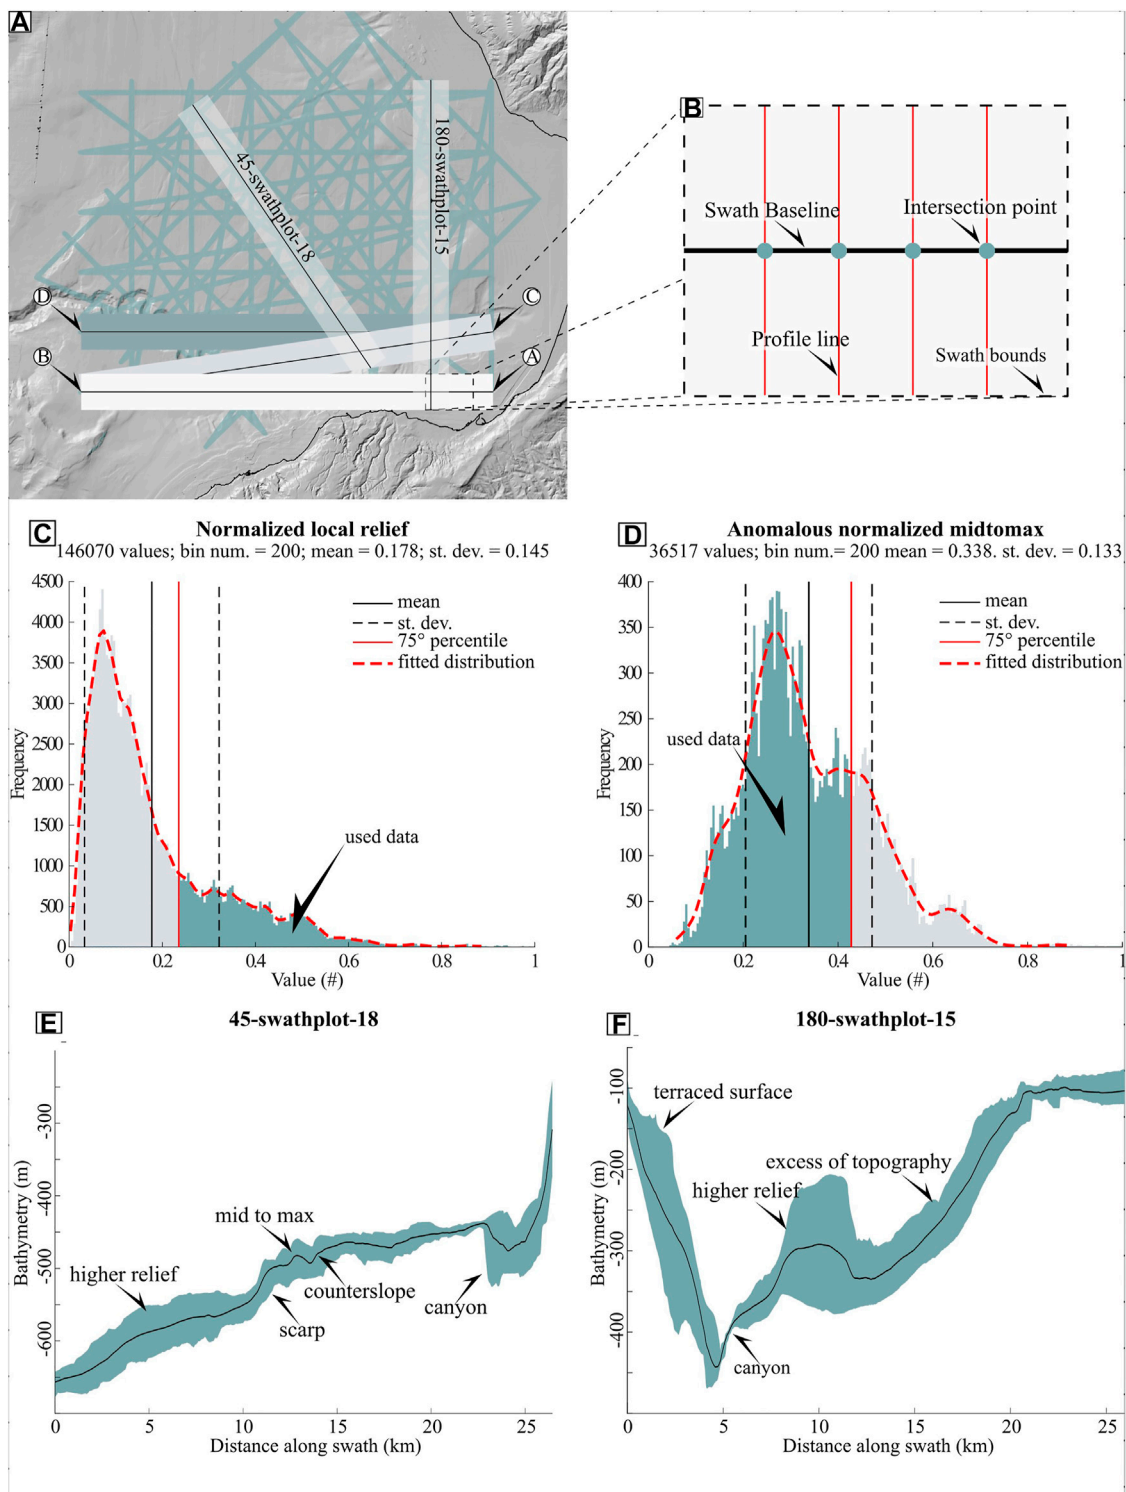 A
45-swathplot-18
180-swathplot-15
D
C
B
A
B
Swath Baseline
Intersection point
Profile line
Swath bounds
C
Normalized local relief
146070 values; bin num. = 200; mean = 0.178; st. dev. = 0.145
4500
4000
3500
3000
2500
2000
1500
1000
500
0
Frequency
mean
st. dev.
75° percentile
fitted distribution
used data
0
0.2
0.4
0.6
0.8
1
Value (#)
D
Anomalous normalized midtomax
36517 values; bin num.= 200 mean = 0.338. st. dev. = 0.133
400
350
300
250
200
150
100
50
0
Frequency
mean
st. dev.
75° percentile
fitted distribution
used data
0
0.2
0.4
0.6
0.8
1
Value (#)
E
45-swathplot-18
-300
-400
-500
-600
Bathymetry (m)
mid to max
higher relief
counterslope
canyon
scarp
0
5
10
15
20
25
Distance along swath (km)
F
180-swathplot-15
-100
-200
-300
-400
Bathymetry (m)
terraced surface
excess of topography
higher relief
canyon
0
5
10
15
20
25
Distance along swath (km)